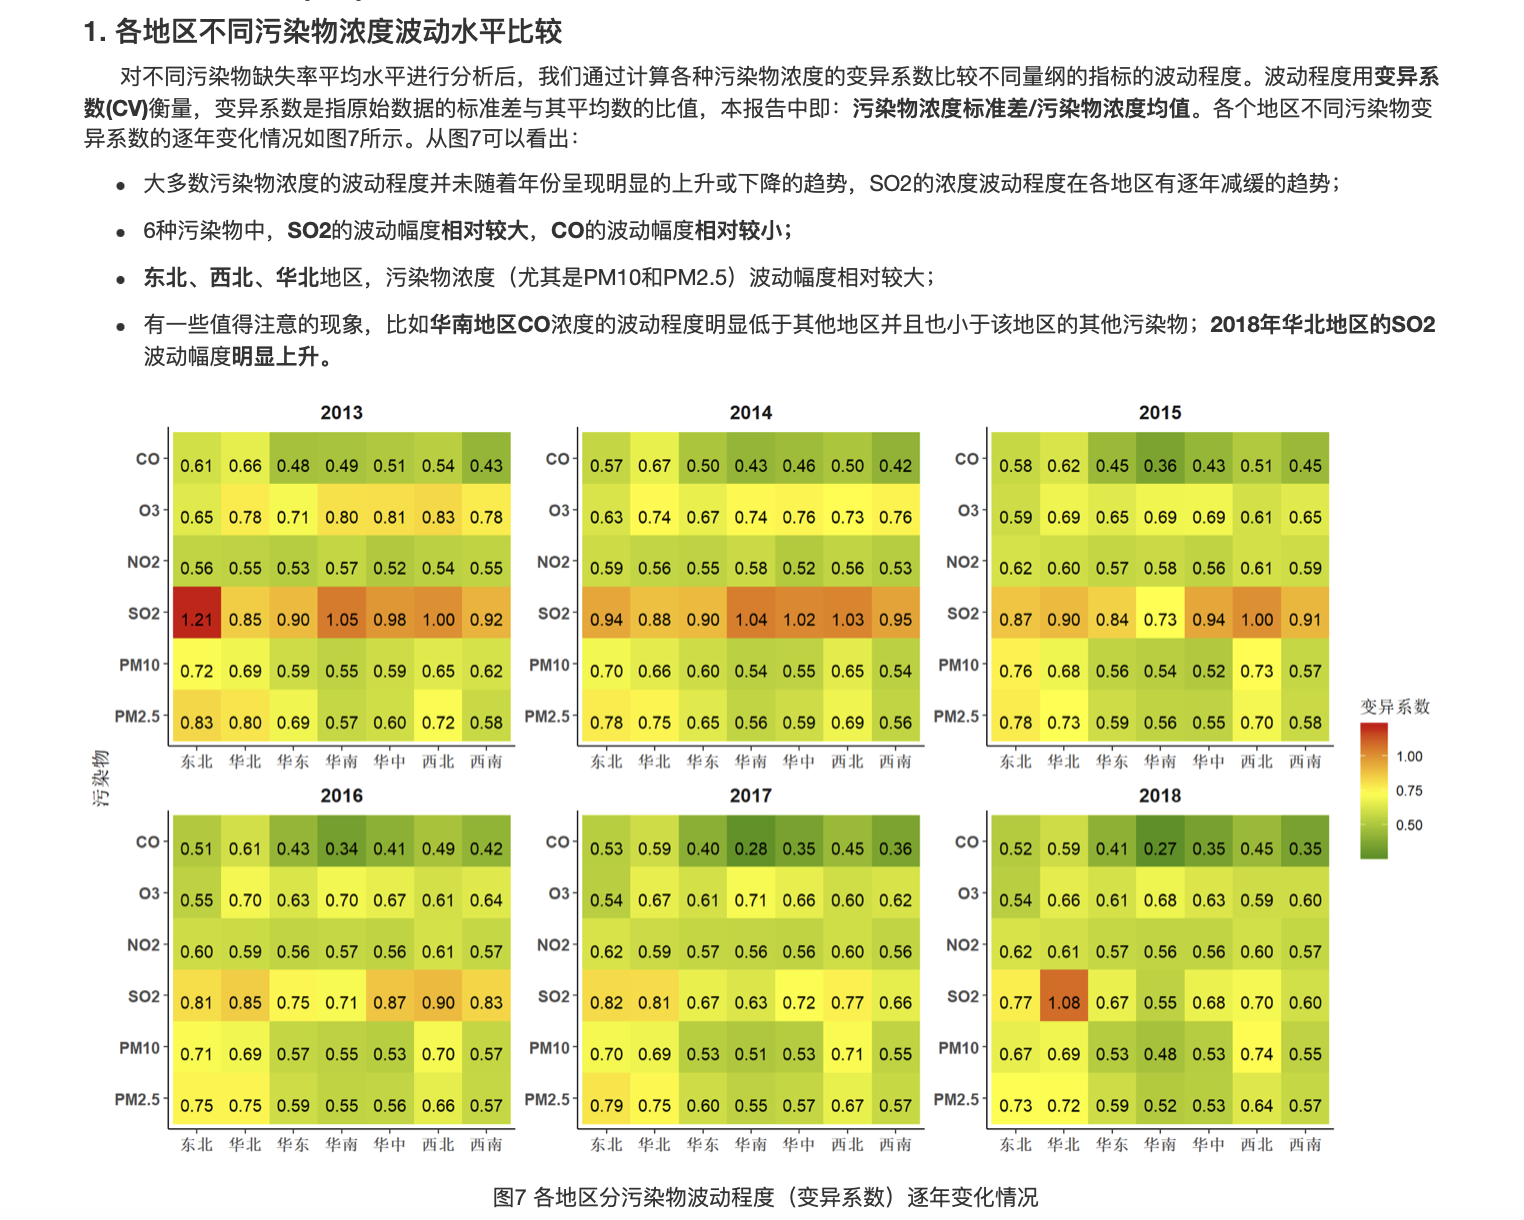 1. 各地区不同污染物浓度波动水平比较
对不同污染物缺失率平均水平进行分析后，我们通过计算各种污染物浓度的变异系数比较不同量纲的指标的波动程度。波动程度用变异系
数(CV)衡量，变异系数是指原始数据的标准差与其平均数的比值，本报告中即：污染物浓度标准差/污染物浓度均值。各个地区不同污染物变
异系数的逐年变化情况如图7所示。从图7可以看出：
• 大多数污染物浓度的波动程度并未随着年份呈现明显的上升或下降的趋势，SO2的浓度波动程度在各地区有逐年减缓的趋势；
• 6种污染物中，SO2的波动幅度相对较大，CO的波动幅度相对较小；
• 东北、西北、华北地区，污染物浓度（尤其是PM10和PM2.5）波动幅度相对较大；
• 有一些值得注意的现象，比如华南地区CO浓度的波动程度明显低于其他地区并且也小于该地区的其他污染物；2018年华北地区的SO2
波动幅度明显上升。
2013
CO 0.61 0.66 0.48 0.49 0.51 0.54 0.43
O3 0.65 0.78 0.71 0.80 0.81 0.83 0.78
NO2 0.56 0.55 0.53 0.57 0.52 0.54 0.55
SO2 1.21 0.85 0.90 1.05 0.98 1.00 0.92
PM10 0.72 0.69 0.59 0.55 0.59 0.65 0.62
PM2.5 0.83 0.80 0.69 0.57 0.60 0.72 0.58
东北 华北 华东 华南 华中 西北 西南
2014
CO 0.57 0.67 0.50 0.43 0.46 0.50 0.42
O3 0.63 0.74 0.67 0.74 0.76 0.73 0.76
NO2 0.59 0.56 0.55 0.58 0.52 0.56 0.53
SO2 0.94 0.88 0.90 1.04 1.02 1.03 0.95
PM10 0.70 0.66 0.60 0.54 0.55 0.65 0.54
PM2.5 0.78 0.75 0.65 0.56 0.59 0.69 0.56
东北 华北 华东 华南 华中 西北 西南
2015
CO 0.58 0.62 0.45 0.36 0.43 0.51 0.45
O3 0.59 0.69 0.65 0.69 0.69 0.61 0.65
NO2 0.62 0.60 0.57 0.58 0.56 0.61 0.59
SO2 0.87 0.90 0.84 0.73 0.94 1.00 0.91
PM10 0.76 0.68 0.56 0.54 0.52 0.73 0.57
PM2.5 0.78 0.73 0.59 0.56 0.55 0.70 0.58
东北 华北 华东 华南 华中 西北 西南
污染物
变异系数
1.00
0.75
0.50
2016
CO 0.51 0.61 0.43 0.34 0.41 0.49 0.42
O3 0.55 0.70 0.63 0.70 0.67 0.61 0.64
NO2 0.60 0.59 0.56 0.57 0.56 0.61 0.57
SO2 0.81 0.85 0.75 0.71 0.87 0.90 0.83
PM10 0.71 0.69 0.57 0.55 0.53 0.70 0.57
PM2.5 0.75 0.75 0.59 0.55 0.56 0.66 0.57
东北 华北 华东 华南 华中 西北 西南
2017
CO 0.53 0.59 0.40 0.28 0.35 0.45 0.36
O3 0.54 0.67 0.61 0.71 0.66 0.60 0.62
NO2 0.62 0.59 0.57 0.56 0.56 0.60 0.56
SO2 0.82 0.81 0.67 0.63 0.72 0.77 0.66
PM10 0.70 0.69 0.53 0.51 0.53 0.71 0.55
PM2.5 0.79 0.75 0.60 0.55 0.57 0.67 0.57
东北 华北 华东 华南 华中 西北 西南
2018
CO 0.52 0.59 0.41 0.27 0.35 0.45 0.35
O3 0.54 0.66 0.61 0.68 0.63 0.59 0.60
NO2 0.62 0.61 0.57 0.56 0.56 0.60 0.57
SO2 0.77 1.08 0.67 0.55 0.68 0.70 0.60
PM10 0.67 0.69 0.53 0.48 0.53 0.74 0.55
PM2.5 0.73 0.72 0.59 0.52 0.53 0.64 0.57
东北 华北 华东 华南 华中 西北 西南
图7 各地区分污染物波动程度（变异系数）逐年变化情况